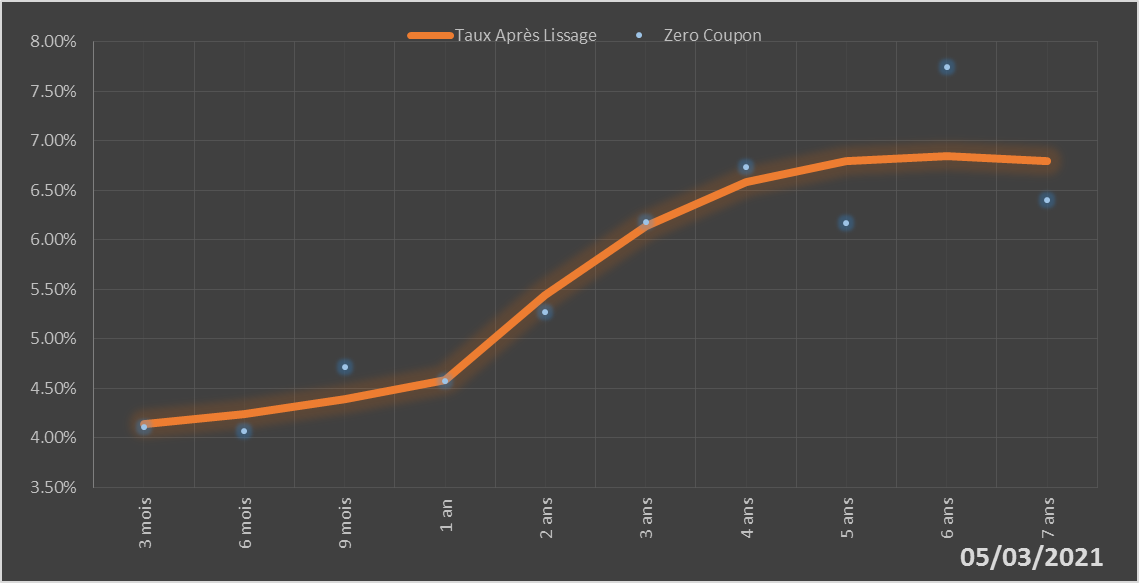 Taux Après Lissage Zero Coupon
8.00%
7.50%
7.00%
6.50%
6.00%
5.50%
5.00%
4.50%
4.00%
3.50%
3 mois
6 mois
9 mois
1 an
2 ans
3 ans
4 ans
5 ans
6 ans
7 ans
05/03/2021